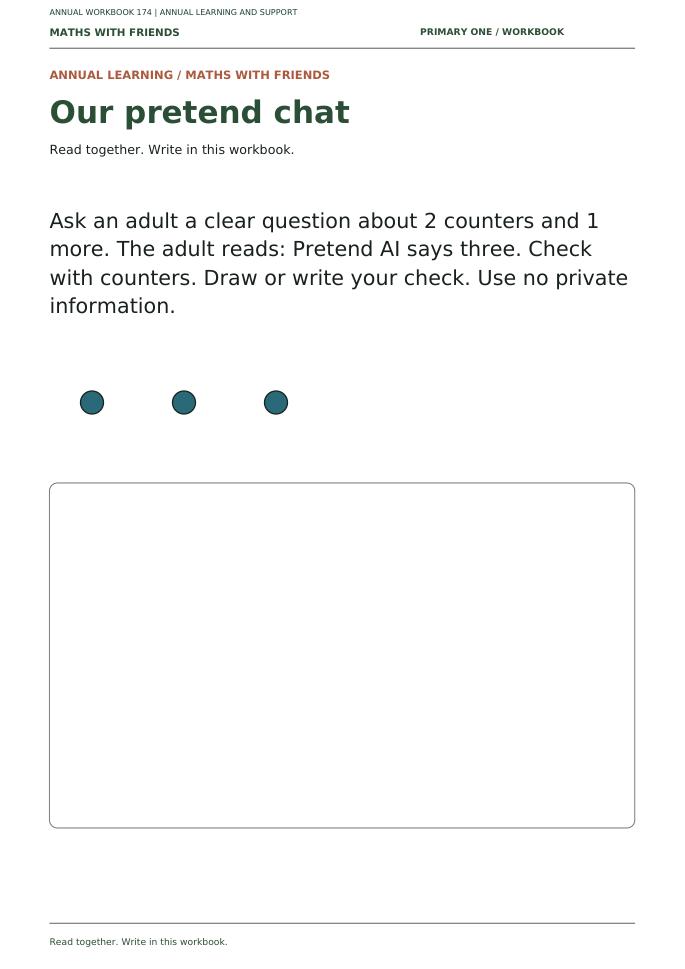 ANNUAL WORKBOOK 174 | ANNUAL LEARNING AND SUPPORT
MATHS WITH FRIENDS
PRIMARY ONE / WORKBOOK
ANNUAL LEARNING / MATHS WITH FRIENDS
Our pretend chat
Read together. Write in this workbook.
Ask an adult a clear question about 2 counters and 1
more. The adult reads: Pretend AI says three. Check
with counters. Draw or write your check. Use no private
information.
Read together. Write in this workbook.